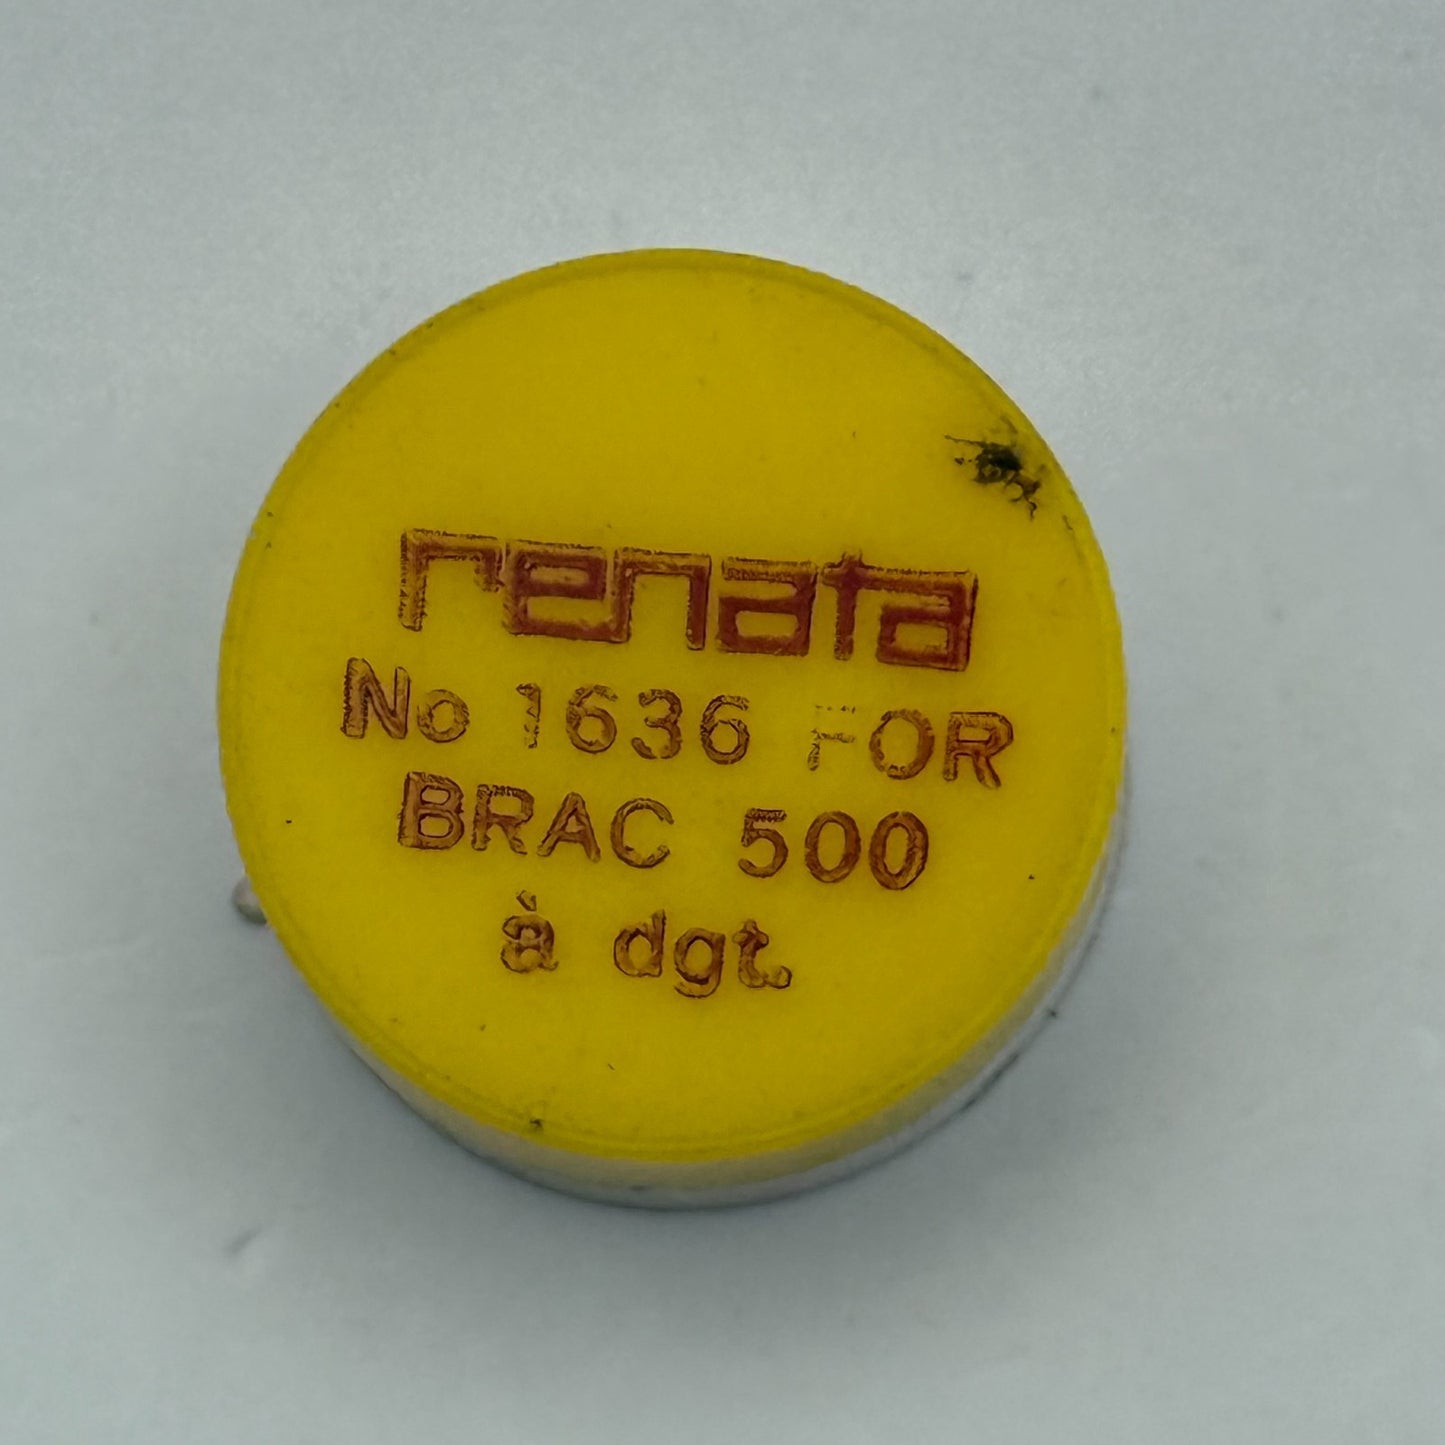 renata
No 1636 FOR
BRAC 500
à dgt.